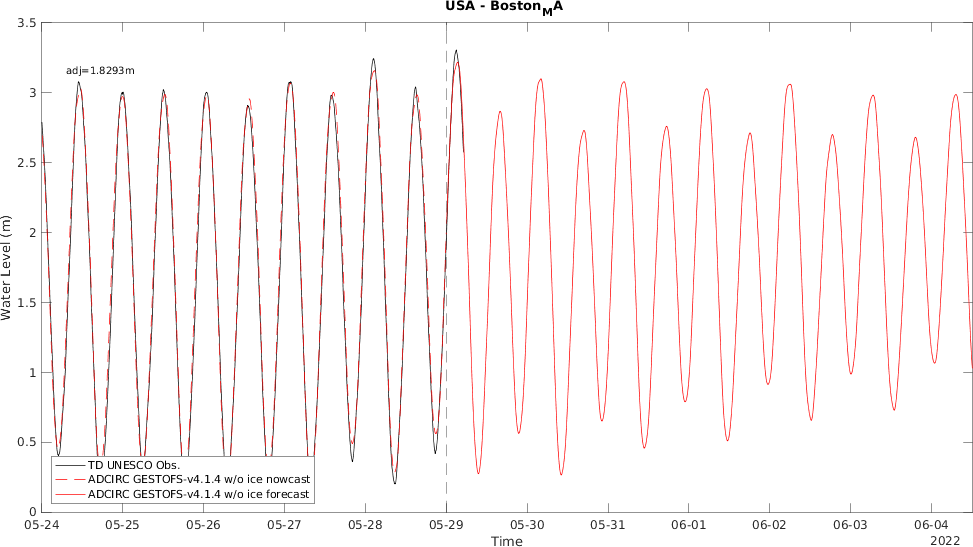 USA - Boston_MA
3.5
adj=1.8293m
3
2.5
2
Water Level (m)
1.5
1
0.5
TD UNESCO Obs.
ADCIRC GESTOFS-v4.1.4 w/o ice nowcast
ADCIRC GESTOFS-v4.1.4 w/o ice forecast
0
05-24 05-25 05-26 05-27 05-28 05-29 05-30 05-31 06-01 06-02 06-03 06-04
Time 2022